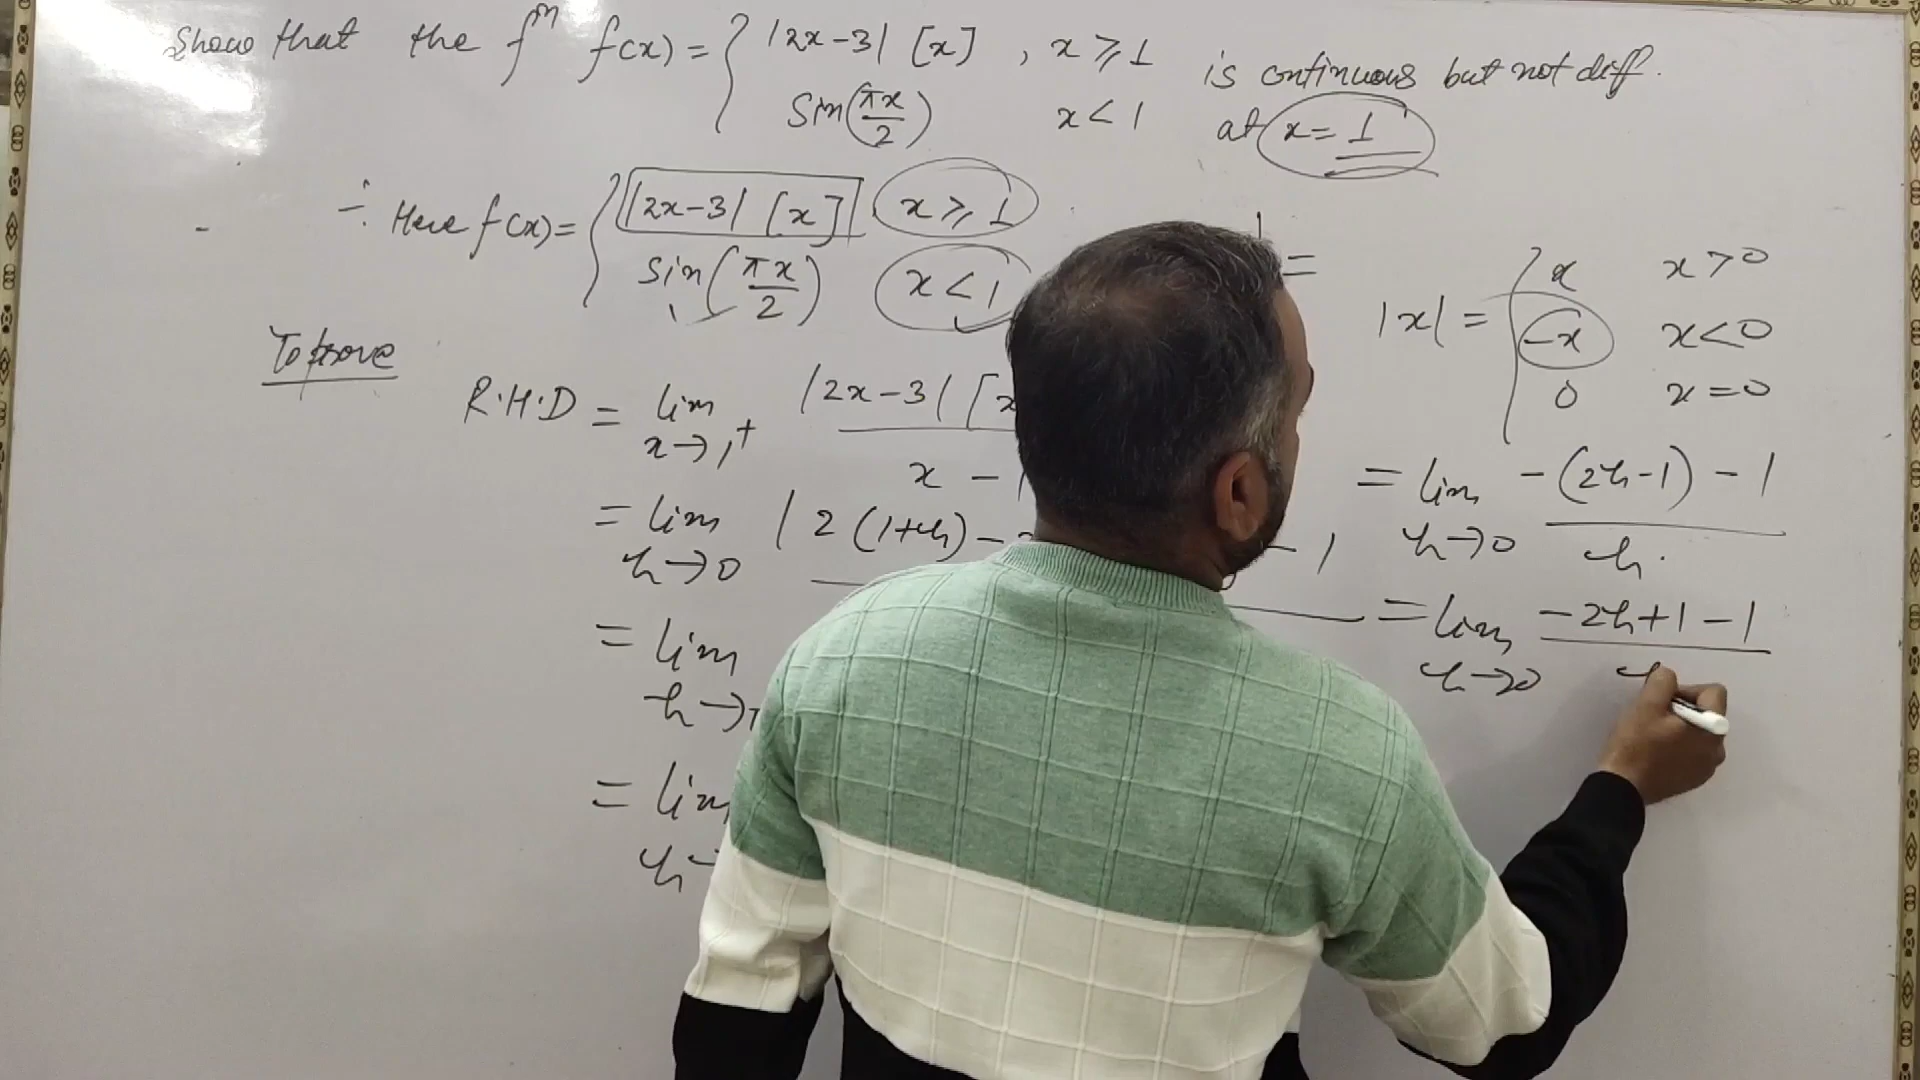 Show that the fⁿ f(x) = { |2x-3| [x] , x ≥ 1 is continuous but not diff.
Sin(πx/2) x < 1 at x = 1
∴ Here f(x) = { |2x-3| [x] x ≥ 1
Sin(πx/2) x < 1
=
|x| = { x x > 0
-x x < 0
0 x = 0
To prove
R.H.D = lim x→1⁺ |2x-3| [x
x - 1
= lim h→0 |2(1+h) - - 1
= lim h→
= lim h
= lim h→0 -(2h-1) - 1 / h.
= lim h→0 -2h+1-1 / h